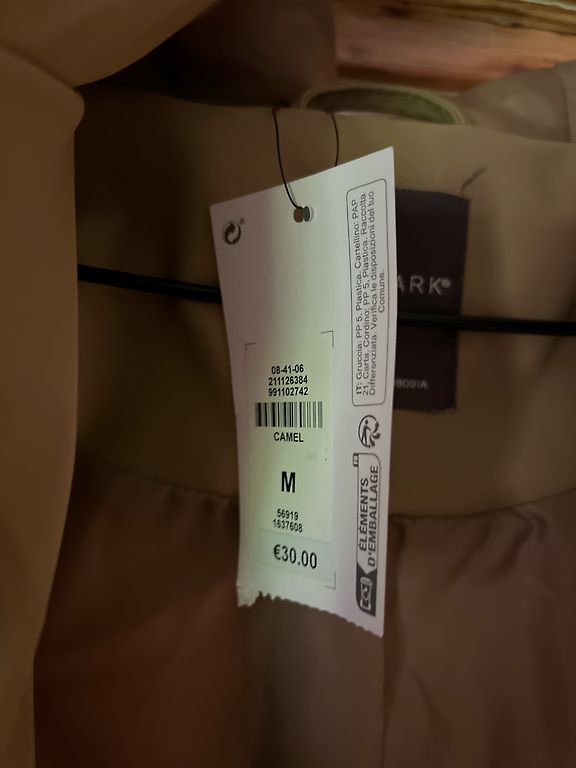 08-41-06
211126384
991102742
CAMEL
M
56919
1637608
€30.00
IT: Gruccia: PP 5, Plastica, Cartellino: PAP
21, Carta. Cordino: PP 5, Plastica. Raccolta
Differenziata. Verifica le disposizioni del tuo
Comune.
FR
ÉLÉMENTS
D'EMBALLAGE
ARK®